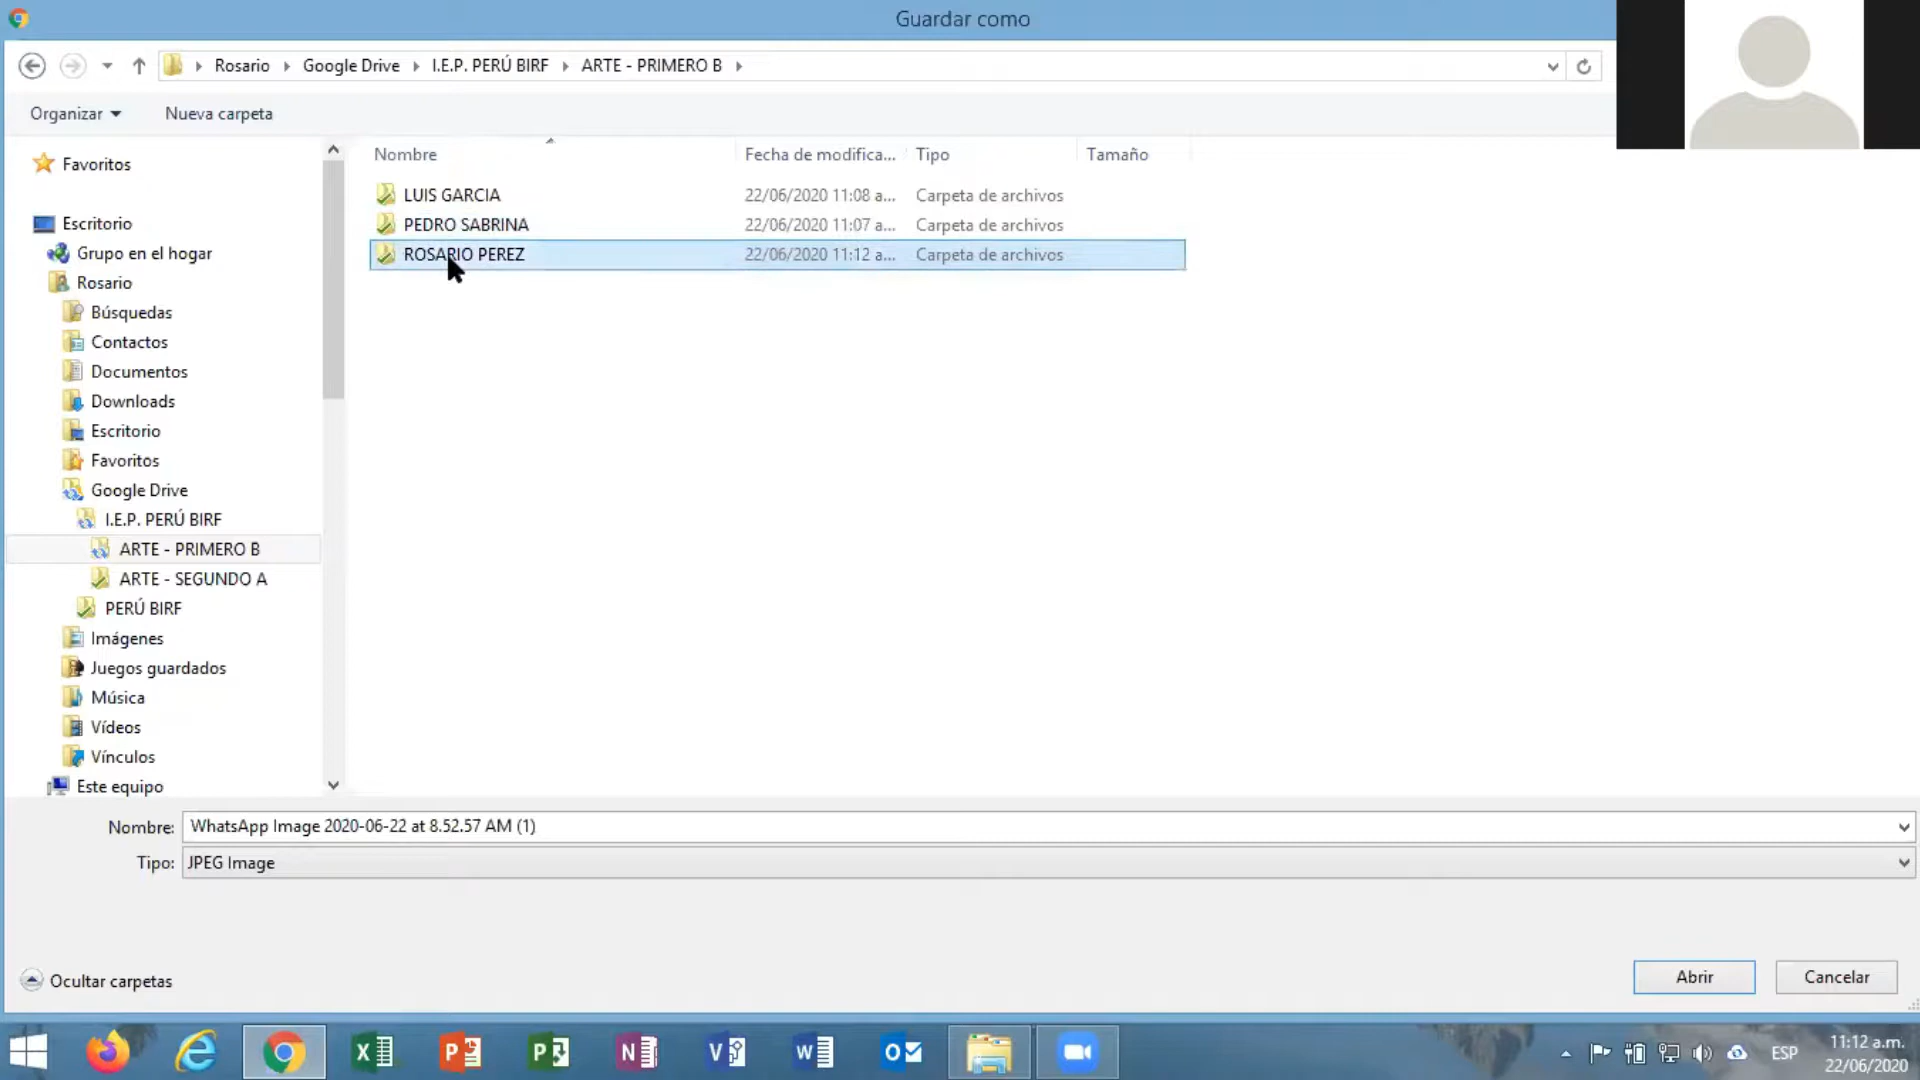 Guardar como
Rosario Google Drive I.E.P. PERÚ BIRF ARTE - PRIMERO B
Organizar Nueva carpeta
Favoritos
Escritorio
Grupo en el hogar
Rosario
Búsquedas
Contactos
Documentos
Downloads
Escritorio
Favoritos
Google Drive
I.E.P. PERÚ BIRF
ARTE - PRIMERO B
ARTE - SEGUNDO A
PERÚ BIRF
Imágenes
Juegos guardados
Música
Vídeos
Vínculos
Este equipo
Nombre Fecha de modifica... Tipo Tamaño
LUIS GARCIA 22/06/2020 11:08 a... Carpeta de archivos
PEDRO SABRINA 22/06/2020 11:07 a... Carpeta de archivos
ROSARIO PEREZ 22/06/2020 11:12 a... Carpeta de archivos
Nombre: WhatsApp Image 2020-06-22 at 8.52.57 AM (1)
Tipo: JPEG Image
Ocultar carpetas
Abrir Cancelar
ESP
11:12 a.m.
22/06/2020